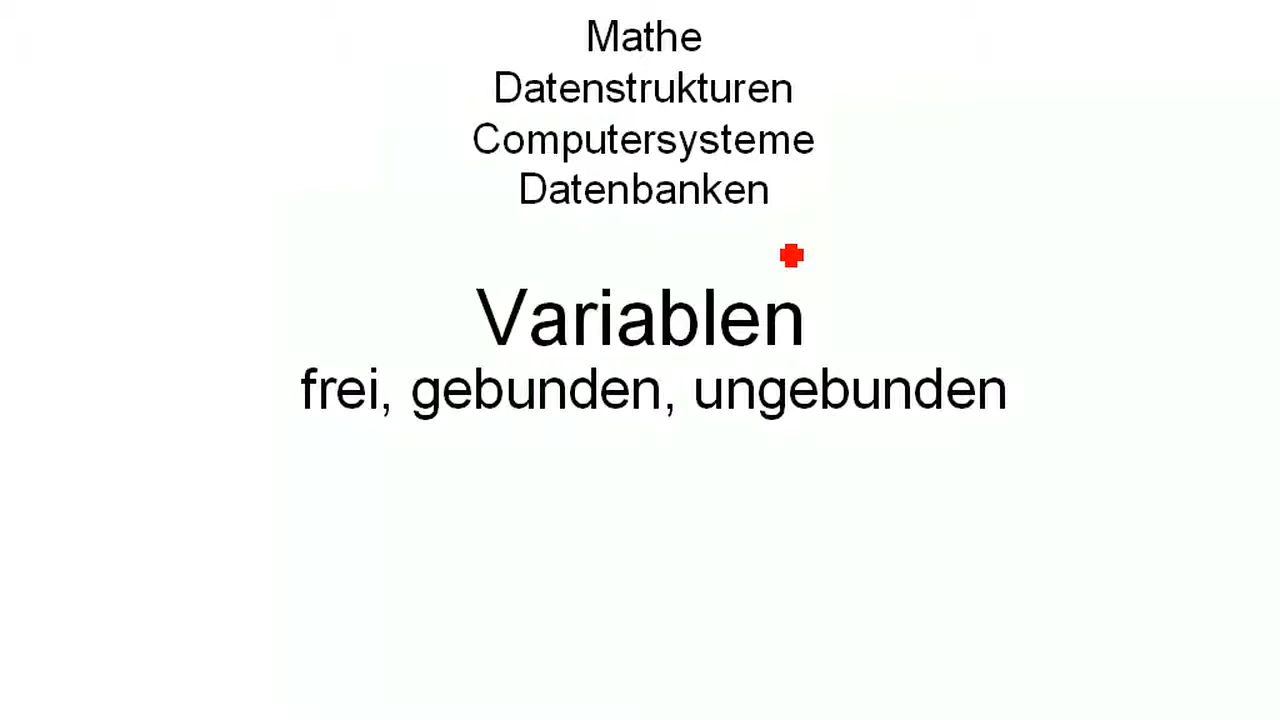 Mathe
Datenstrukturen
Computersysteme
Datenbanken
Variablen
frei, gebunden, ungebunden